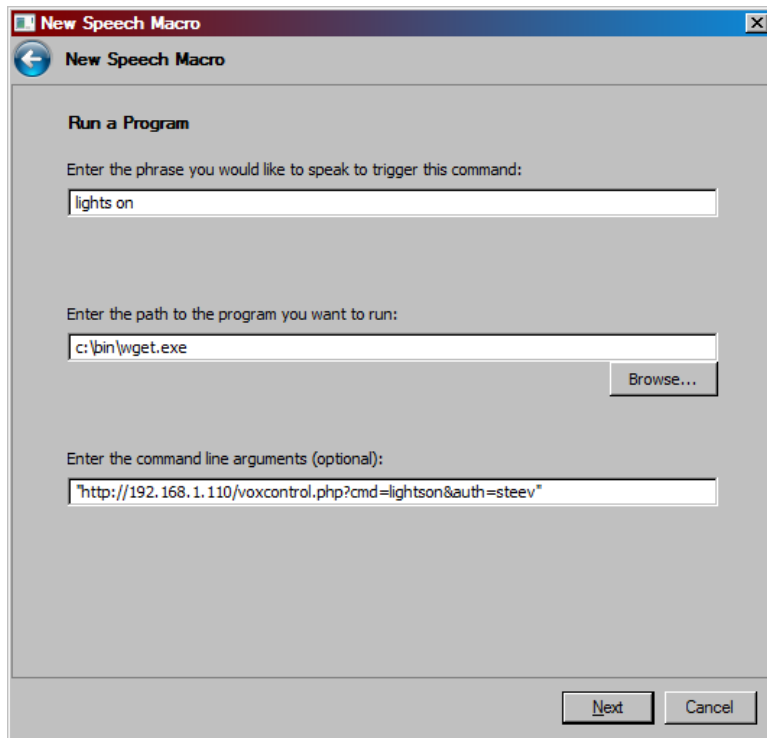 New Speech Macro
New Speech Macro
Run a Program
Enter the phrase you would like to speak to trigger this command:
lights on
Enter the path to the program you want to run:
c:\bin\wget.exe
Browse...
Enter the command line arguments (optional):
"http://192.168.1.110/voxcontrol.php?cmd=lightson&auth=steev"
Next Cancel